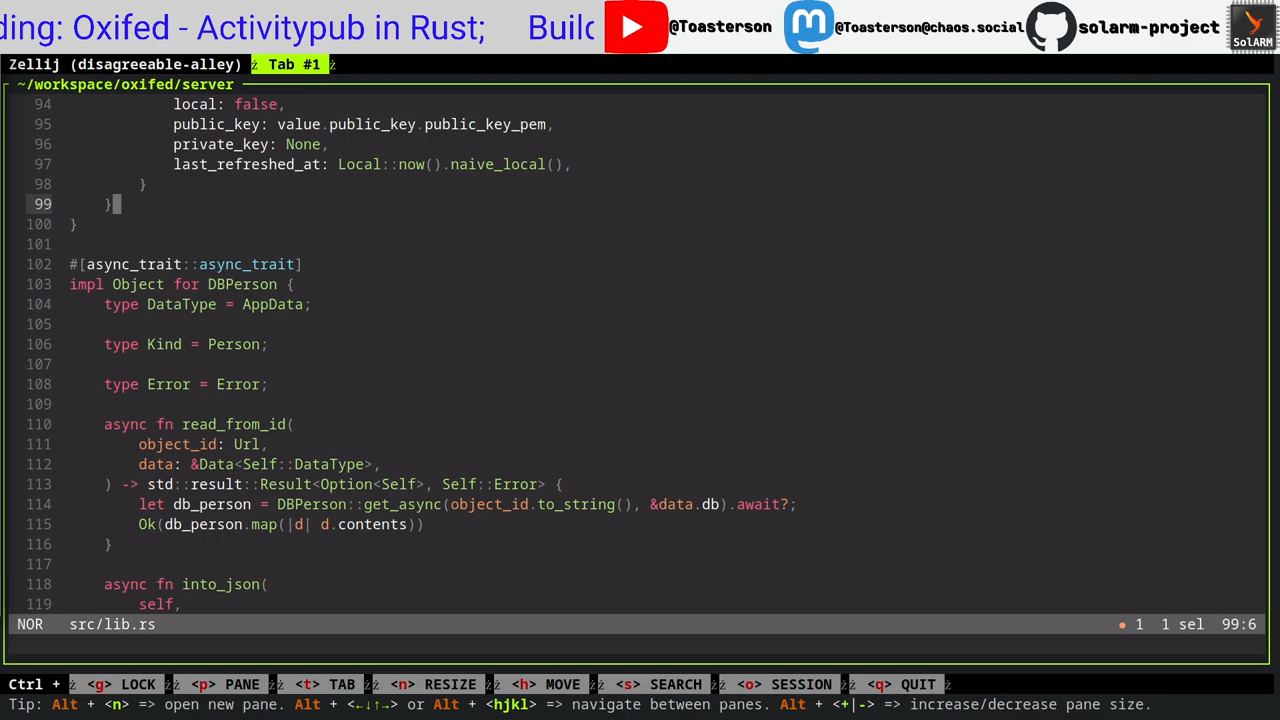 ding: Oxifed - Activitypub in Rust; Build
@Toasterson
@Toasterson@chaos.social
solarm-project
SolARM
Zellij (disagreeable-alley) Tab #1
~/workspace/oxifed/server
94 local: false,
95 public_key: value.public_key.public_key_pem,
96 private_key: None,
97 last_refreshed_at: Local::now().naive_local(),
98 }
99 }
100 }
101
102 #[async_trait::async_trait]
103 impl Object for DBPerson {
104 type DataType = AppData;
105
106 type Kind = Person;
107
108 type Error = Error;
109
110 async fn read_from_id(
111 object_id: Url,
112 data: &Data<Self::DataType>,
113 ) -> std::result::Result<Option<Self>, Self::Error> {
114 let db_person = DBPerson::get_async(object_id.to_string(), &data.db).await?;
115 Ok(db_person.map(|d| d.contents))
116 }
117
118 async fn into_json(
119 self,
NOR src/lib.rs ● 1 1 sel 99:6
Ctrl + <g> LOCK <p> PANE <t> TAB <n> RESIZE <h> MOVE <s> SEARCH <o> SESSION <q> QUIT
Tip: Alt + <n> => open new pane. Alt + <←↓↑→> or Alt + <hjkl> => navigate between panes. Alt + <+|-> => increase/decrease pane size.